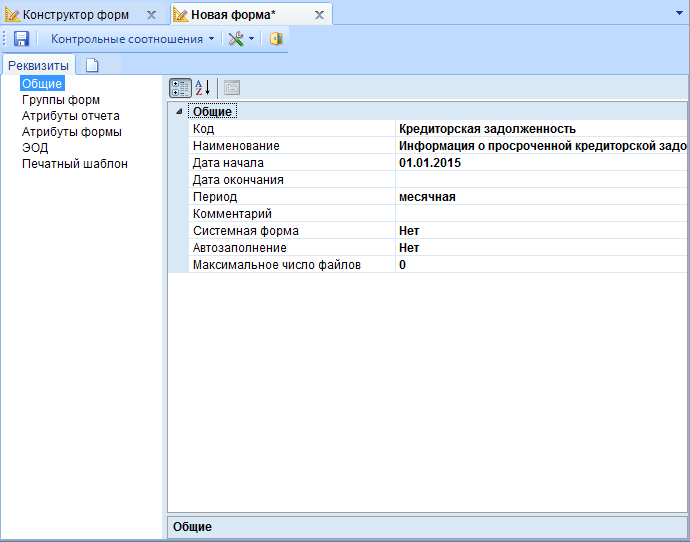 Конструктор форм
Новая форма*
Контрольные соотношения
Реквизиты
Общие
Группы форм
Атрибуты отчета
Атрибуты формы
ЭОД
Печатный шаблон
A
Z
Общие
Код Кредиторская задолженность
Наименование Информация о просроченной кредиторской задо
Дата начала 01.01.2015
Дата окончания
Период месячная
Комментарий
Системная форма Нет
Автозаполнение Нет
Максимальное число файлов 0
Общие